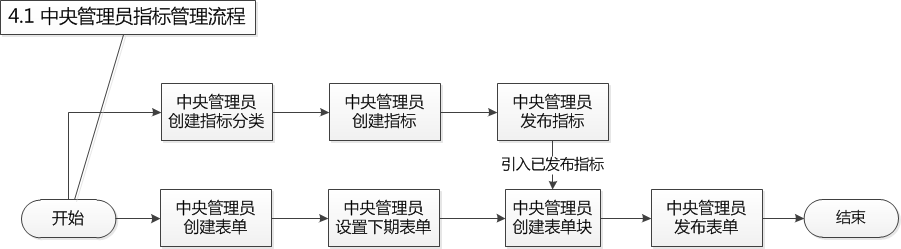 4.1 中央管理员指标管理流程
中央管理员
创建指标分类
中央管理员
创建指标
中央管理员
发布指标
引入已发布指标
开始
中央管理员
创建表单
中央管理员
设置下期表单
中央管理员
创建表单块
中央管理员
发布表单
结束